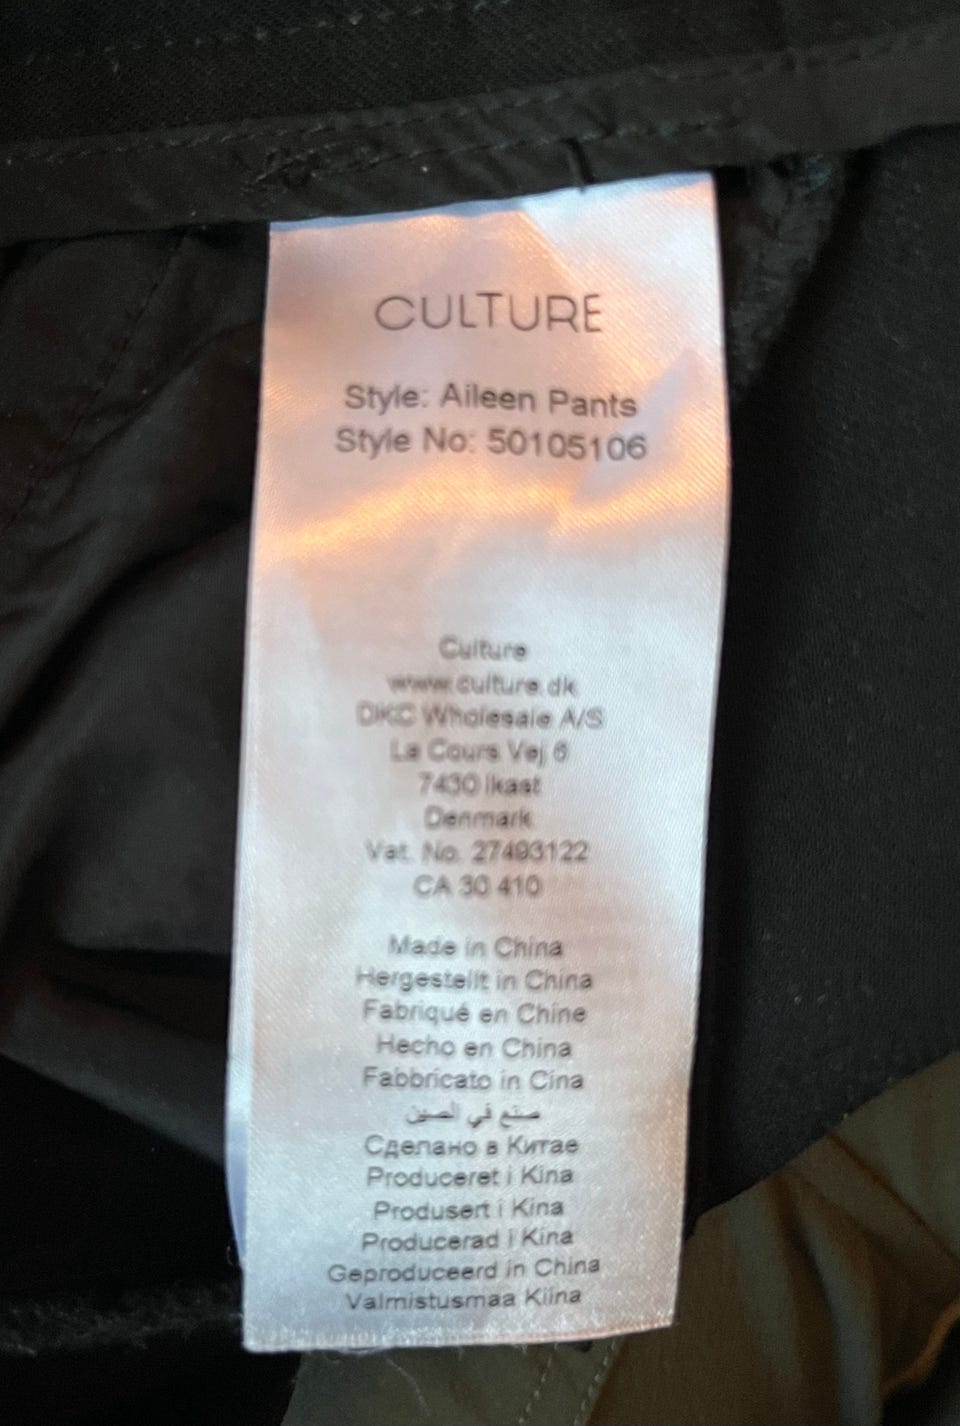 CULTURE
Style: Aileen Pants
Style No: 50105106
Culture
www.culture.dk
DKC Wholesale A/S
La Cours Vej 6
7430 Ikast
Denmark
Vat. No. 27493122
CA 30 410
Made in China
Hergestellt in China
Fabriqué en Chine
Hecho en China
Fabbricato in Cina
صنع في الصين
Сделано в Китае
Produceret i Kina
Produsert i Kina
Producerad i Kina
Geproduceerd in China
Valmistusmaa Kiina